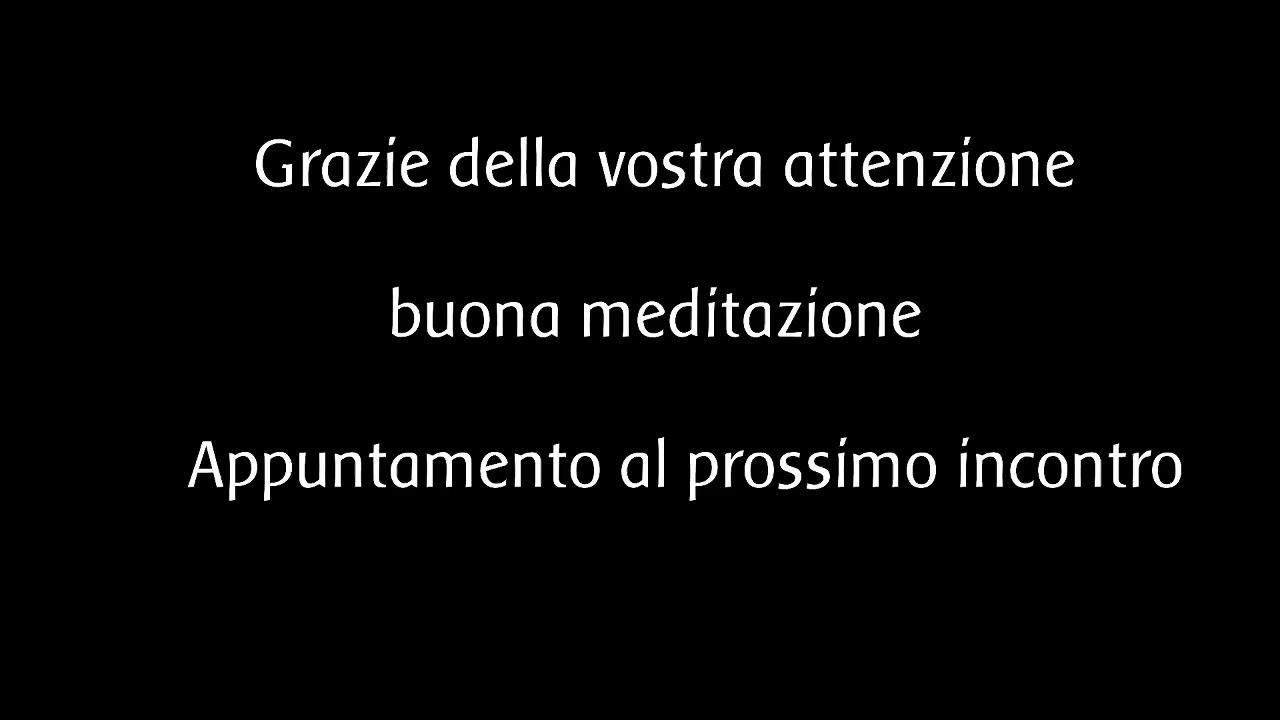 Grazie della vostra attenzione
buona meditazione
Appuntamento al prossimo incontro